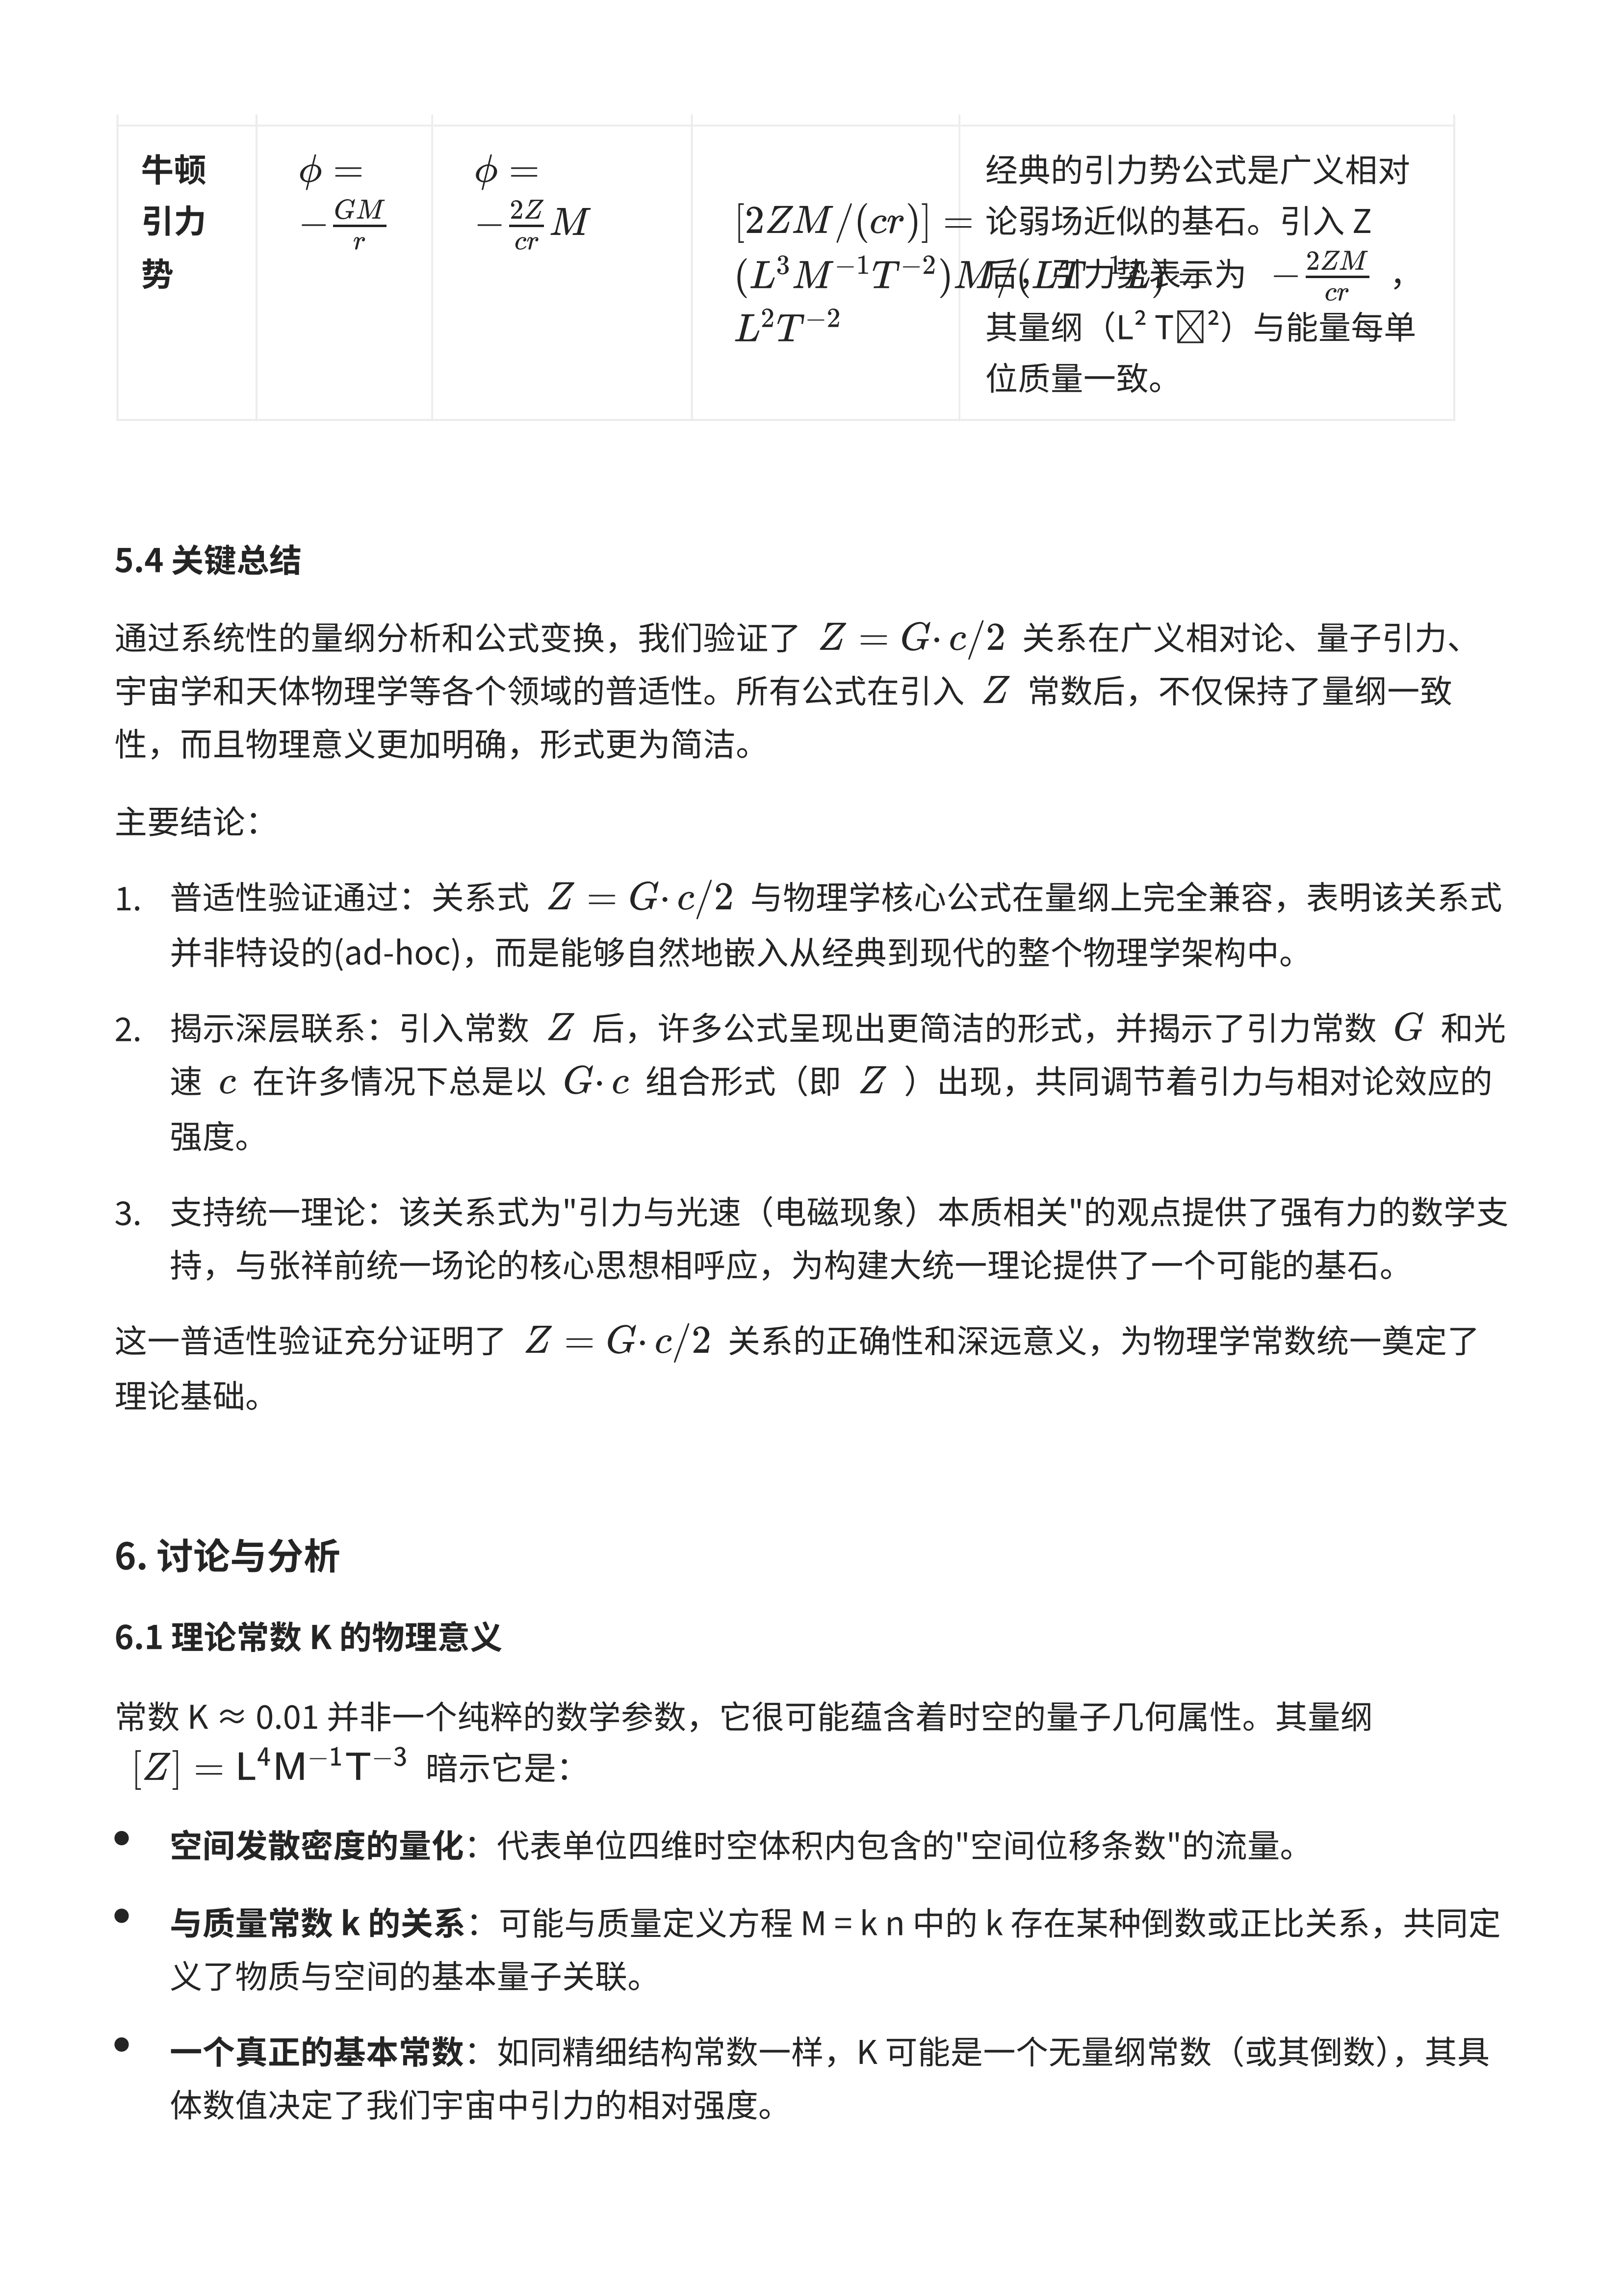 牛顿
引力
势
ϕ =
−GM/r
ϕ =
−2Z/cr M
[2ZM/(cr)] =
(L³M⁻¹T⁻²)M/(LT⁻¹L) =
L²T⁻²
经典的引力势公式是广义相对
论弱场近似的基石。引入 Z
后，引力势表示为 −2ZM/cr ，
其量纲（L² T☒²）与能量每单
位质量一致。
5.4 关键总结
通过系统性的量纲分析和公式变换，我们验证了 Z = G· c/2 关系在广义相对论、量子引力、
宇宙学和天体物理学等各个领域的普适性。所有公式在引入 Z 常数后，不仅保持了量纲一致
性，而且物理意义更加明确，形式更为简洁。
主要结论：
1. 普适性验证通过：关系式 Z = G· c/2 与物理学核心公式在量纲上完全兼容，表明该关系式
并非特设的(ad-hoc)，而是能够自然地嵌入从经典到现代的整个物理学架构中。
2. 揭示深层联系：引入常数 Z 后，许多公式呈现出更简洁的形式，并揭示了引力常数 G 和光
速 c 在许多情况下总是以 G· c 组合形式（即 Z ）出现，共同调节着引力与相对论效应的
强度。
3. 支持统一理论：该关系式为"引力与光速（电磁现象）本质相关"的观点提供了强有力的数学支
持，与张祥前统一场论的核心思想相呼应，为构建大统一理论提供了一个可能的基石。
这一普适性验证充分证明了 Z = G· c/2 关系的正确性和深远意义，为物理学常数统一奠定了
理论基础。
6. 讨论与分析
6.1 理论常数 K 的物理意义
常数 K ≈ 0.01 并非一个纯粹的数学参数，它很可能蕴含着时空的量子几何属性。其量纲
[Z] = L⁴M⁻¹T⁻³ 暗示它是：
• 空间发散密度的量化：代表单位四维时空体积内包含的"空间位移条数"的流量。
• 与质量常数 k 的关系：可能与质量定义方程 M = k n 中的 k 存在某种倒数或正比关系，共同定
义了物质与空间的基本量子关联。
• 一个真正的基本常数：如同精细结构常数一样，K 可能是一个无量纲常数（或其倒数），其具
体数值决定了我们宇宙中引力的相对强度。